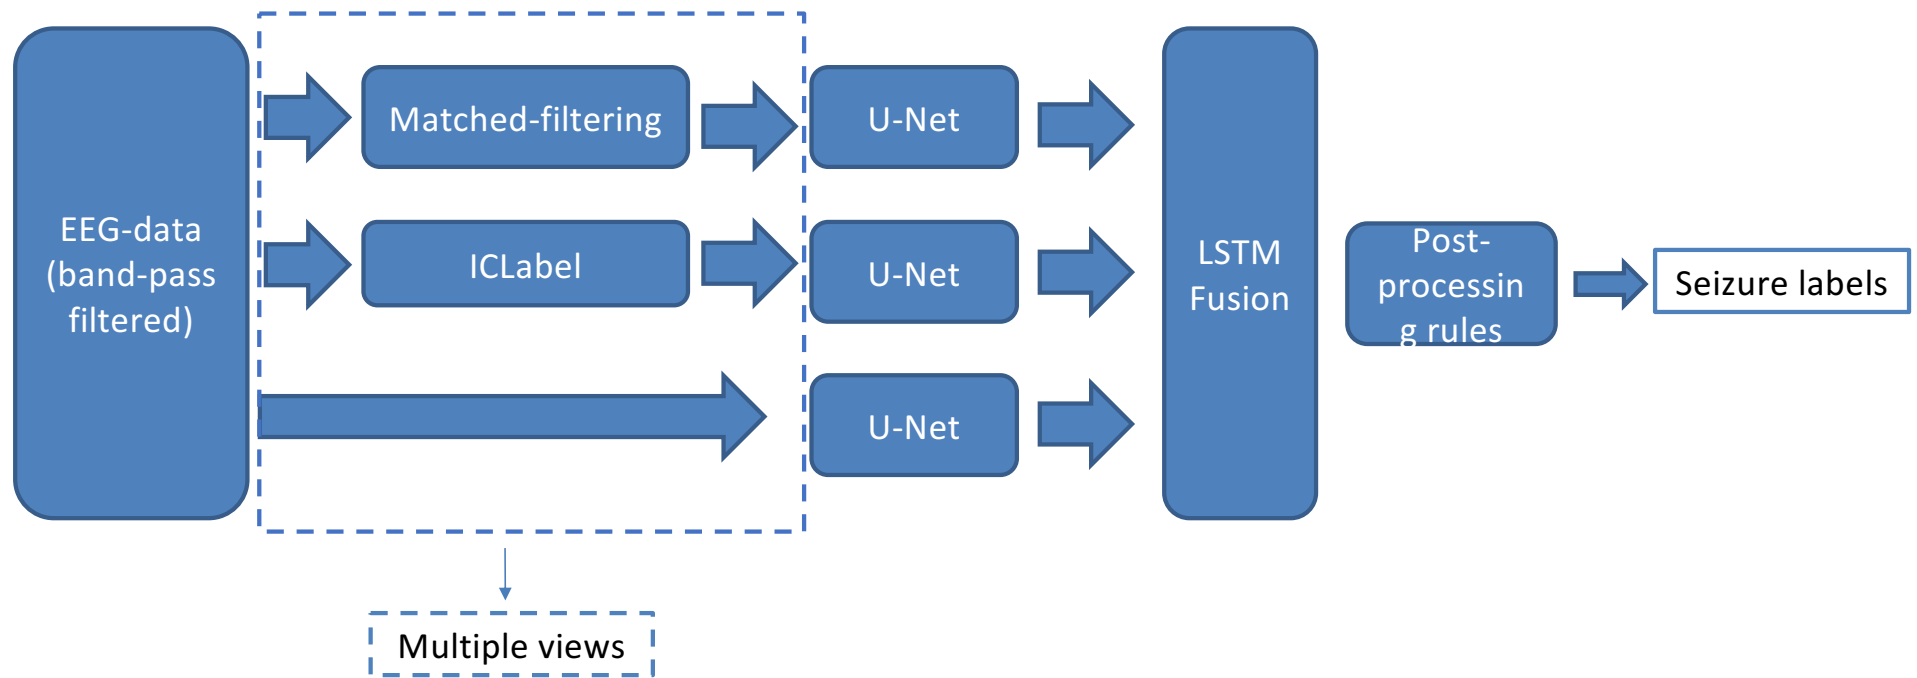 EEG-data
(band-pass
filtered)
Matched-filtering
U-Net
ICLabel
U-Net
U-Net
LSTM
Fusion
Post-
processin
g rules
Seizure labels
Multiple views